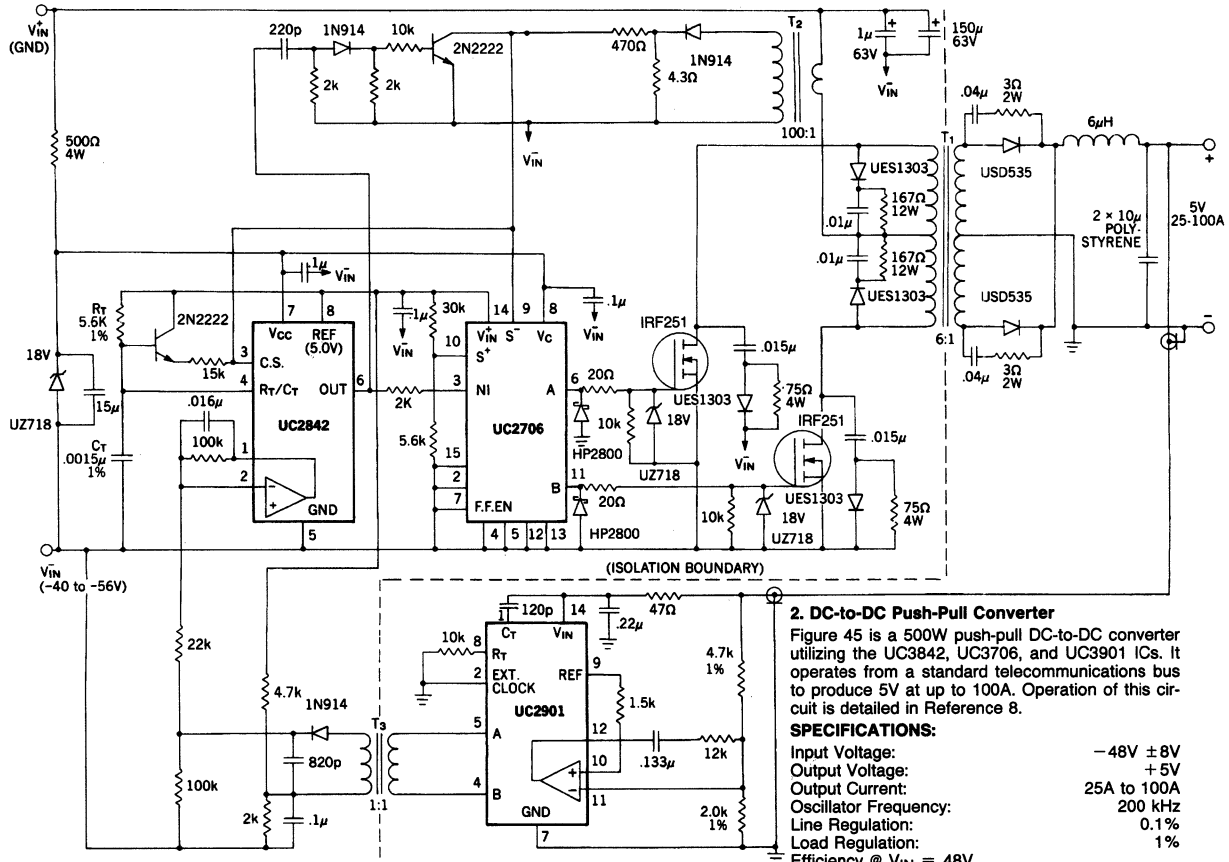 V⁺IN
(GND)
220p
1N914
10k
2N2222
2k
2k
470Ω
4.3Ω
1N914
T2
100:1
1μ
63V
150μ
63V
V⁻IN
V⁻IN
500Ω
4W
T1
6:1
.04μ
3Ω
2W
USD535
6μH
+
5V
25-100A
−
2 × 10μ
POLY-
STYRENE
USD535
.04μ
3Ω
2W
UES1303
167Ω
12W
.01μ
.01μ
167Ω
12W
UES1303
RT
5.6K
1%
2N2222
15k
18V
UZ718
15μ
CT
.0015μ
1%
.016μ
100k
.1μ
V⁻IN
7
8
VCC
REF
(5.0V)
3
C.S.
4
RT/CT
OUT
6
UC2842
1
2
−
+
GND
5
2K
.1μ
V⁻IN
30k
5.6k
14
9
8
V⁺IN
S⁻
VC
10
S⁺
3
NI
A
6
UC2706
15
2
7
F.F.EN
B
11
4
5
12
13
.1μ
V⁻IN
20Ω
HP2800
20Ω
HP2800
10k
UZ718
18V
IRF251
.015μ
UES1303
75Ω
4W
V⁻IN
IRF251
.015μ
UES1303
75Ω
4W
10k
18V
UZ718
V⁻IN
(−40 to −56V)
(ISOLATION BOUNDARY)
22k
4.7k
1N914
820p
100k
2k
.1μ
T3
1:1
10k
1
120p
14
CT
VIN
8
RT
2
EXT.
CLOCK
REF
9
UC2901
5
A
4
B
12
10
11
+
−
GND
7
.22μ
47Ω
1.5k
.133μ
12k
4.7k
1%
2.0k
1%
2. DC-to-DC Push-Pull Converter
Figure 45 is a 500W push-pull DC-to-DC converter
utilizing the UC3842, UC3706, and UC3901 ICs. It
operates from a standard telecommunications bus
to produce 5V at up to 100A. Operation of this cir-
cuit is detailed in Reference 8.
SPECIFICATIONS:
Input Voltage: −48V ±8V
Output Voltage: +5V
Output Current: 25A to 100A
Oscillator Frequency: 200 kHz
Line Regulation: 0.1%
Load Regulation: 1%
Efficiency @ VIN = 48V